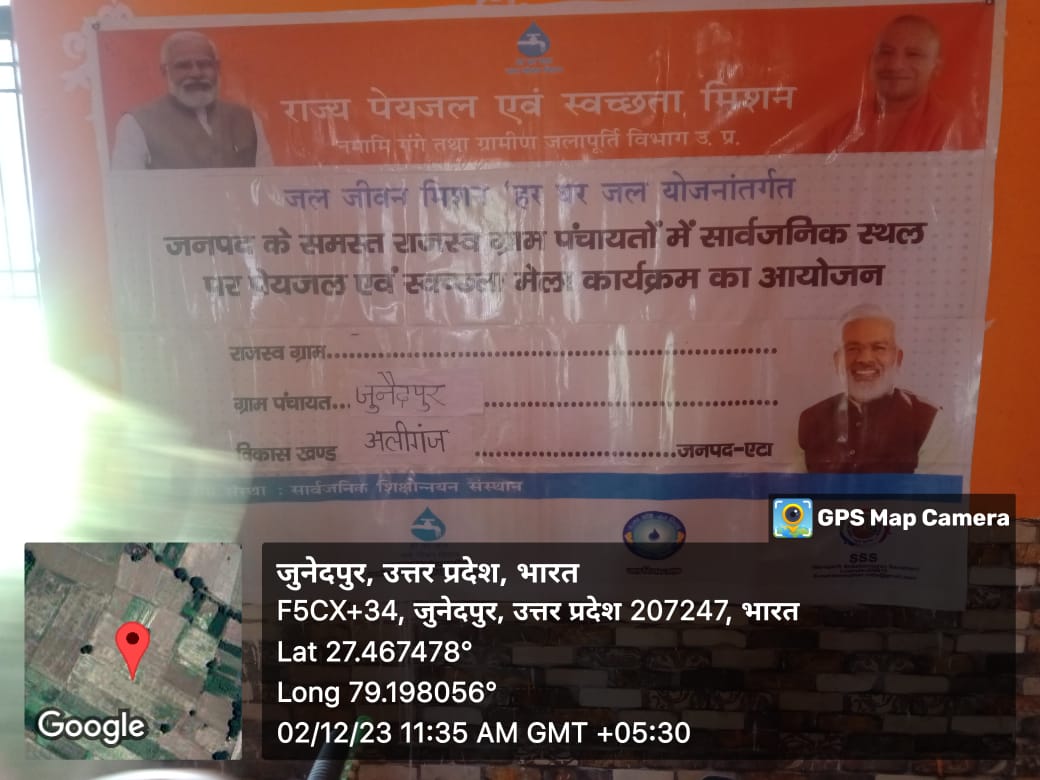 राज्य पेयजल एवं स्वच्छता मिशन
नमामि गंगे तथा ग्रामीण जलापूर्ति विभाग उ. प्र.
जल जीवन मिशन 'हर घर जल योजनांतर्गत
जनपद के समस्त राजस्व ग्राम पंचायतों में सार्वजनिक स्थल
पर पेयजल एवं स्वच्छता मेला कार्यक्रम का आयोजन
राजस्व ग्राम
ग्राम पंचायत... जुनैदपुर
विकास खण्ड अलीगंज जनपद-एटा
संस्था : सार्वजनिक शिक्षोन्नयन संस्थान
SSS
GPS Map Camera
जुनेदपुर, उत्तर प्रदेश, भारत
F5CX+34, जुनेदपुर, उत्तर प्रदेश 207247, भारत
Lat 27.467478°
Long 79.198056°
02/12/23 11:35 AM GMT +05:30
Google